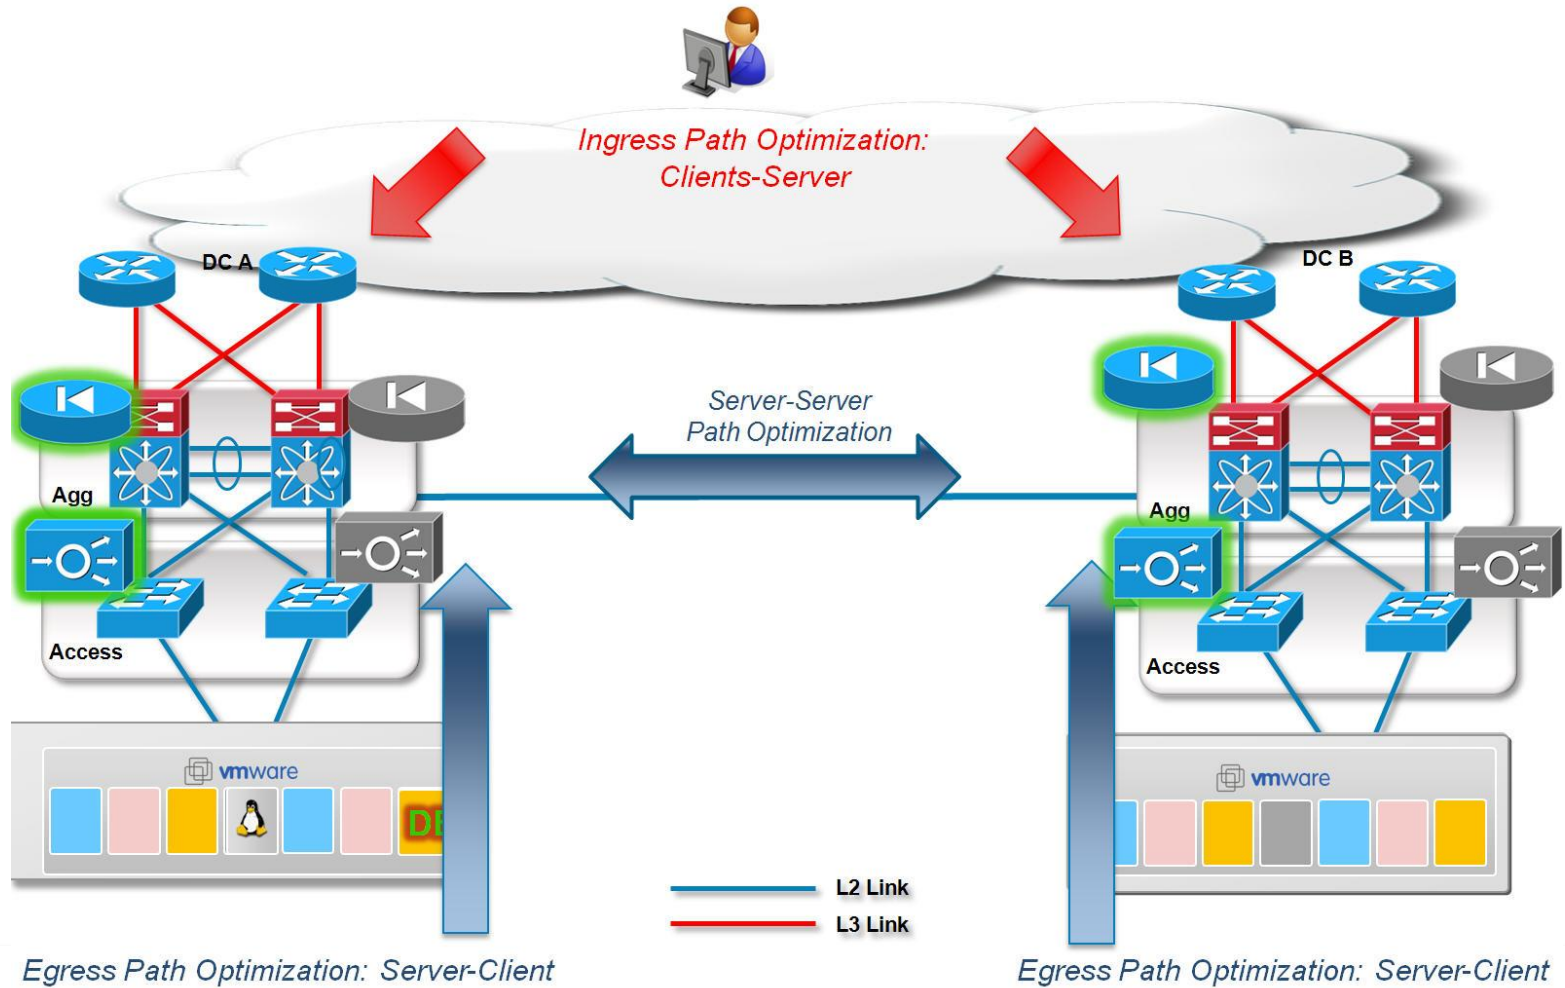 Ingress Path Optimization:
Clients-Server
DC A
DC B
Server-Server
Path Optimization
Agg
Agg
Access
Access
vmware
vmware
L2 Link
L3 Link
Egress Path Optimization: Server-Client
Egress Path Optimization: Server-Client